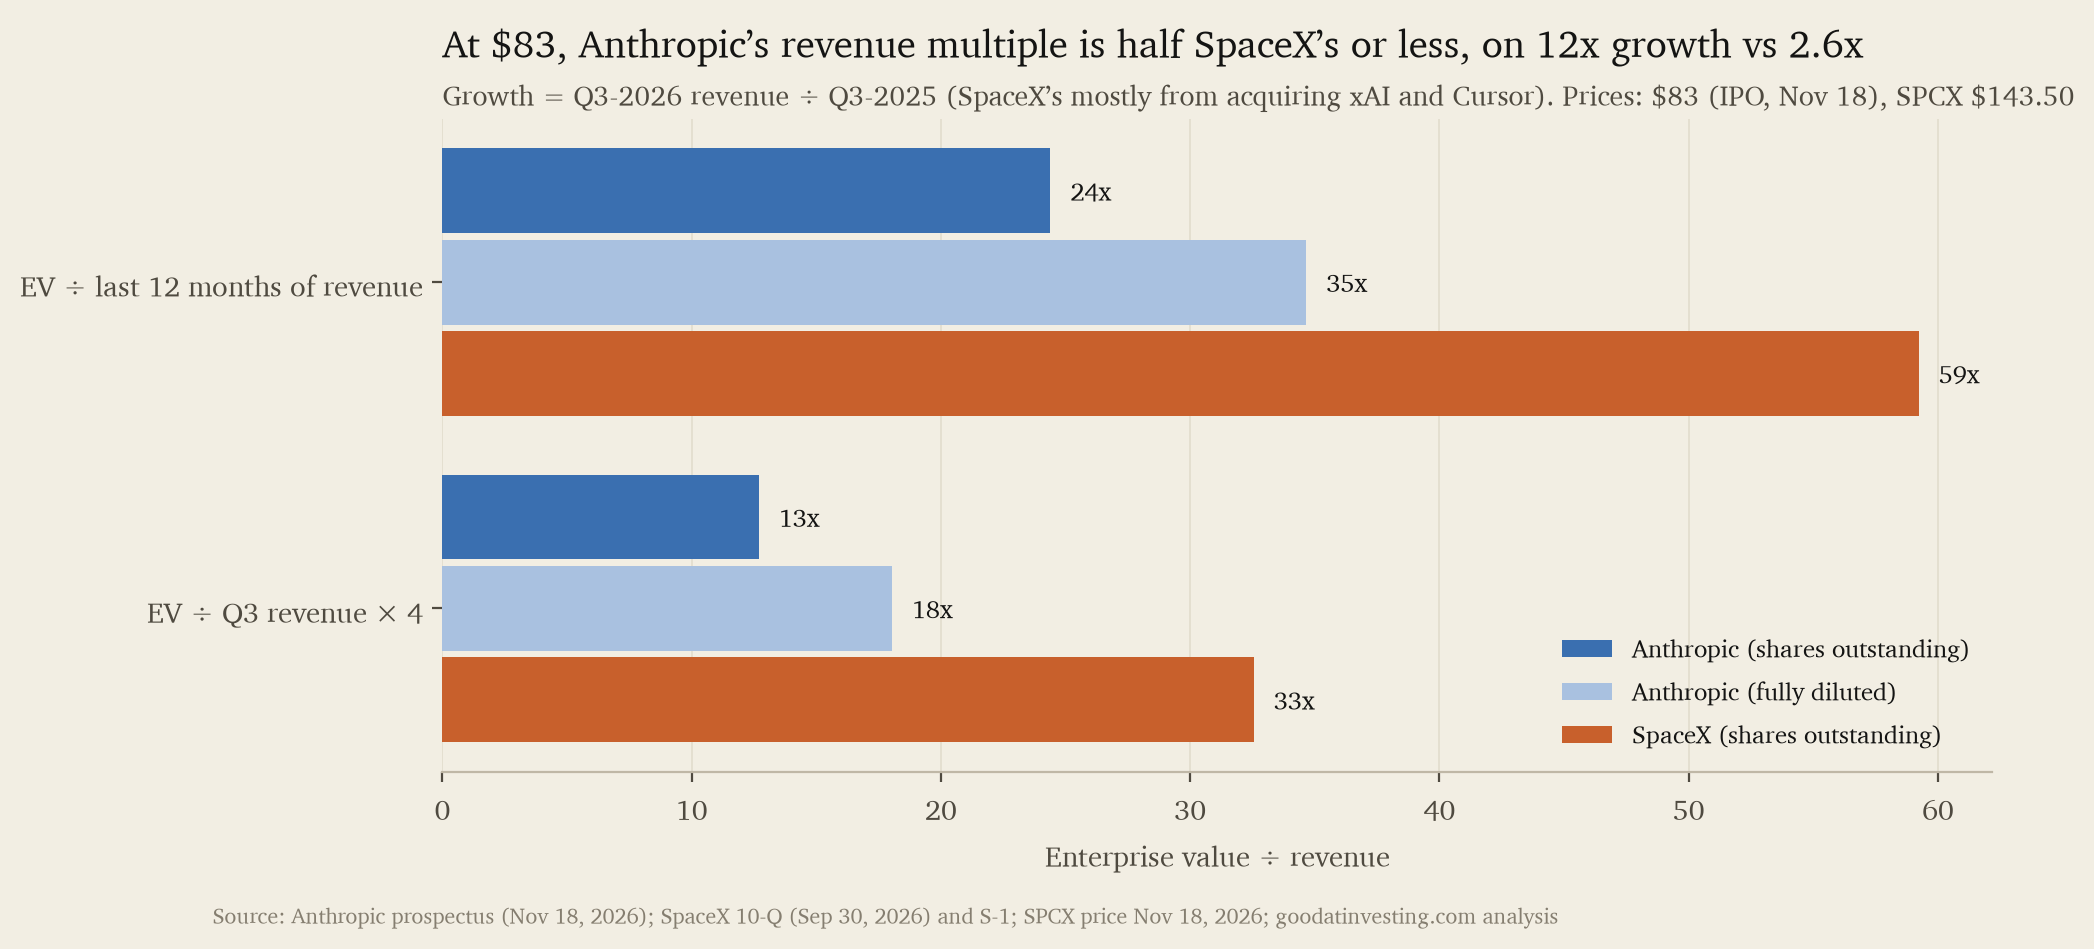 At $83, Anthropic’s revenue multiple is half SpaceX’s or less, on 12x growth vs 2.6x
Growth = Q3-2026 revenue ÷ Q3-2025 (SpaceX’s mostly from acquiring xAI and Cursor). Prices: $83 (IPO, Nov 18), SPCX $143.50
24x
EV ÷ last 12 months of revenue
35x
59x
13x
EV ÷ Q3 revenue × 4
18x
33x
Anthropic (shares outstanding)
Anthropic (fully diluted)
SpaceX (shares outstanding)
0 10 20 30 40 50 60
Enterprise value ÷ revenue
Source: Anthropic prospectus (Nov 18, 2026); SpaceX 10-Q (Sep 30, 2026) and S-1; SPCX price Nov 18, 2026; goodatinvesting.com analysis